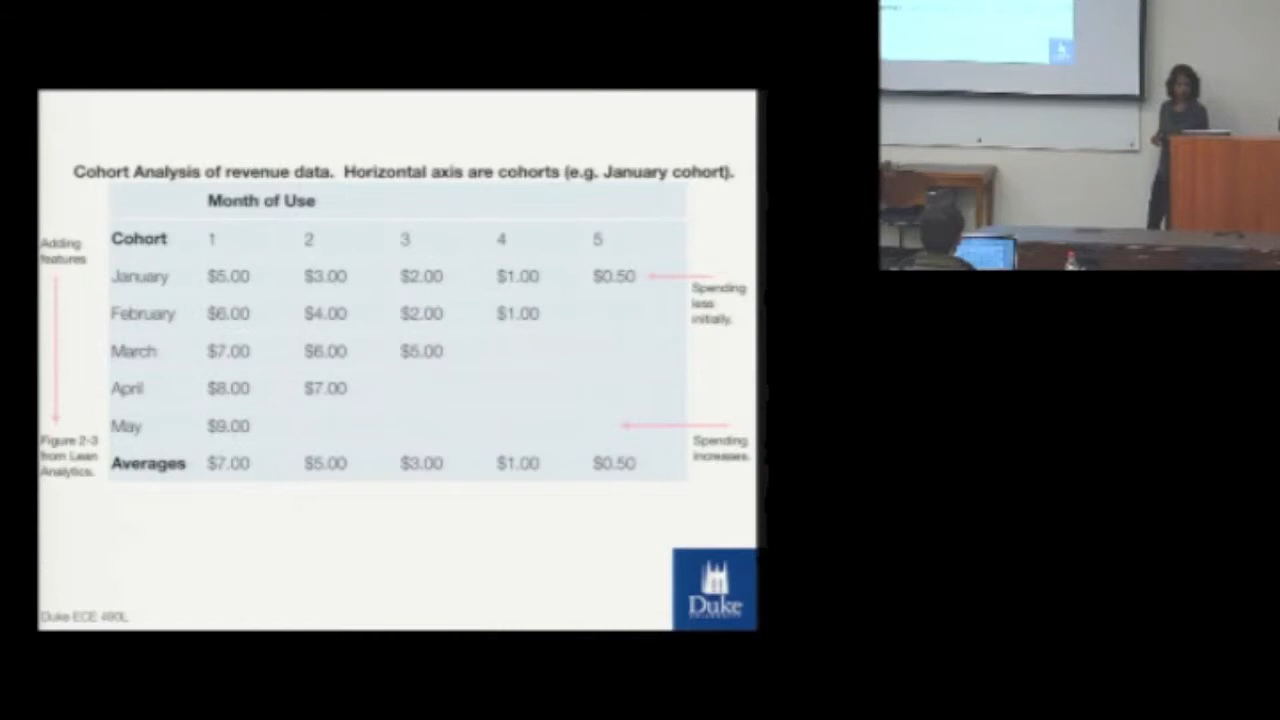 Cohort Analysis of revenue data. Horizontal axis are cohorts (e.g. January cohort).
Month of Use
Cohort 1 2 3 4 5
January $5.00 $3.00 $2.00 $1.00 $0.50
February $6.00 $4.00 $2.00 $1.00
March $7.00 $6.00 $5.00
April $8.00 $7.00
May $9.00
Averages $7.00 $5.00 $3.00 $1.00 $0.50
Adding
features
Figure 2-3
from Lean
Analytics.
Spending
less
initially.
Spending
increases.
Duke
UNIVERSITY
Duke ECE 490L